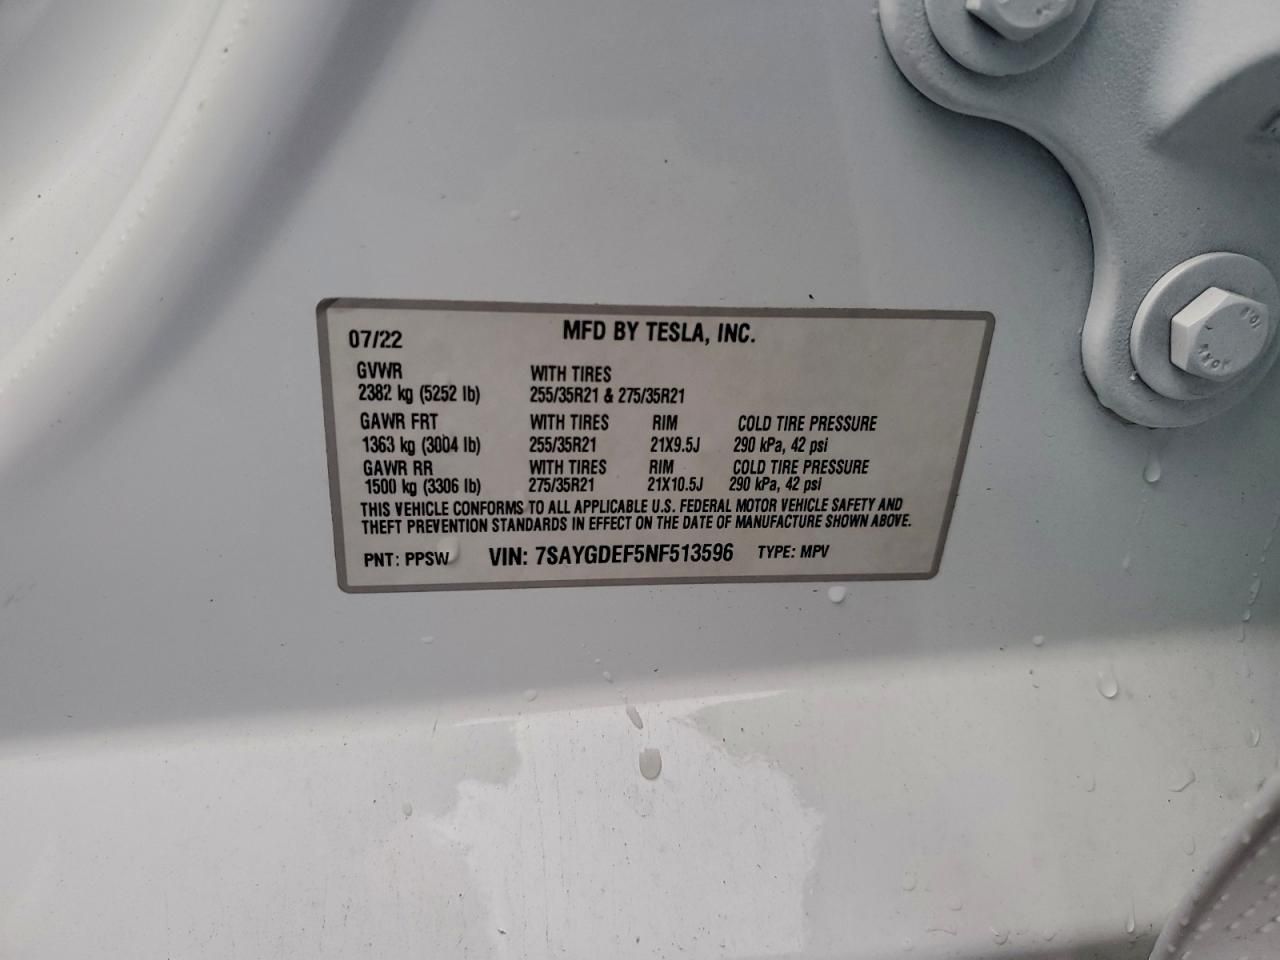 07/22 MFD BY TESLA, INC.
GVWR WITH TIRES
2382 kg (5252 lb) 255/35R21 & 275/35R21
GAWR FRT WITH TIRES RIM COLD TIRE PRESSURE
1363 kg (3004 lb) 255/35R21 21X9.5J 290 kPa, 42 psi
GAWR RR WITH TIRES RIM COLD TIRE PRESSURE
1500 kg (3306 lb) 275/35R21 21X10.5J 290 kPa, 42 psi
THIS VEHICLE CONFORMS TO ALL APPLICABLE U.S. FEDERAL MOTOR VEHICLE SAFETY AND
THEFT PREVENTION STANDARDS IN EFFECT ON THE DATE OF MANUFACTURE SHOWN ABOVE.
PNT: PPSW VIN: 7SAYGDEF5NF513596 TYPE: MPV